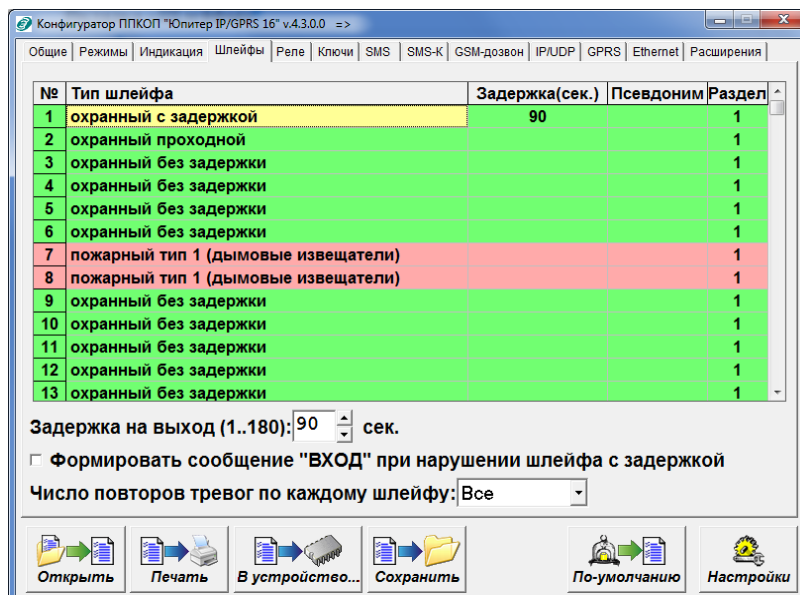 Конфигуратор ППКОП "Юпитер IP/GPRS 16" v.4.3.0.0 =>
Общие Режимы Индикация Шлейфы Реле Ключи SMS SMS-K GSM-дозвон IP/UDP GPRS Ethernet Расширения
№ Тип шлейфа Задержка(сек.) Псевдоним Раздел
1 охранный с задержкой 90 1
2 охранный проходной 1
3 охранный без задержки 1
4 охранный без задержки 1
5 охранный без задержки 1
6 охранный без задержки 1
7 пожарный тип 1 (дымовые извещатели) 1
8 пожарный тип 1 (дымовые извещатели) 1
9 охранный без задержки 1
10 охранный без задержки 1
11 охранный без задержки 1
12 охранный без задержки 1
13 охранный без задержки 1
Задержка на выход (1..180): 90 сек.
Формировать сообщение "ВХОД" при нарушении шлейфа с задержкой
Число повторов тревог по каждому шлейфу: Все
Открыть Печать В устройство... Сохранить По-умолчанию Настройки